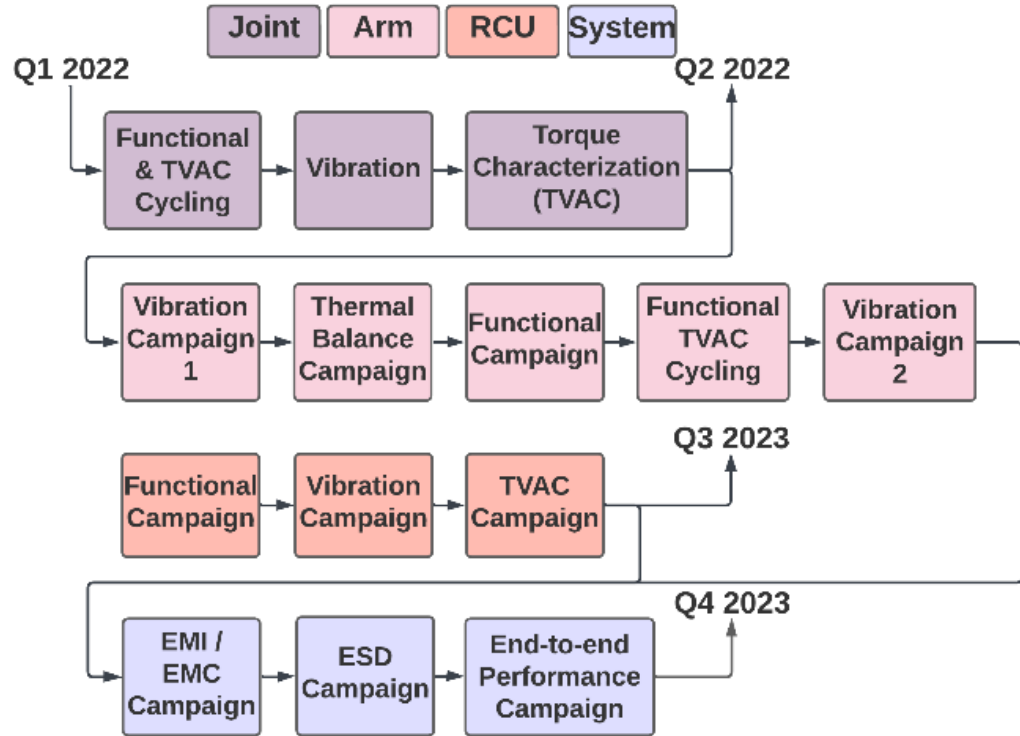 Joint
Arm
RCU
System
Q1 2022
Q2 2022
Functional
& TVAC
Cycling
Vibration
Torque
Characterization
(TVAC)
Vibration
Campaign
1
Thermal
Balance
Campaign
Functional
Campaign
Functional
TVAC
Cycling
Vibration
Campaign
2
Q3 2023
Functional
Campaign
Vibration
Campaign
TVAC
Campaign
Q4 2023
EMI /
EMC
Campaign
ESD
Campaign
End-to-end
Performance
Campaign